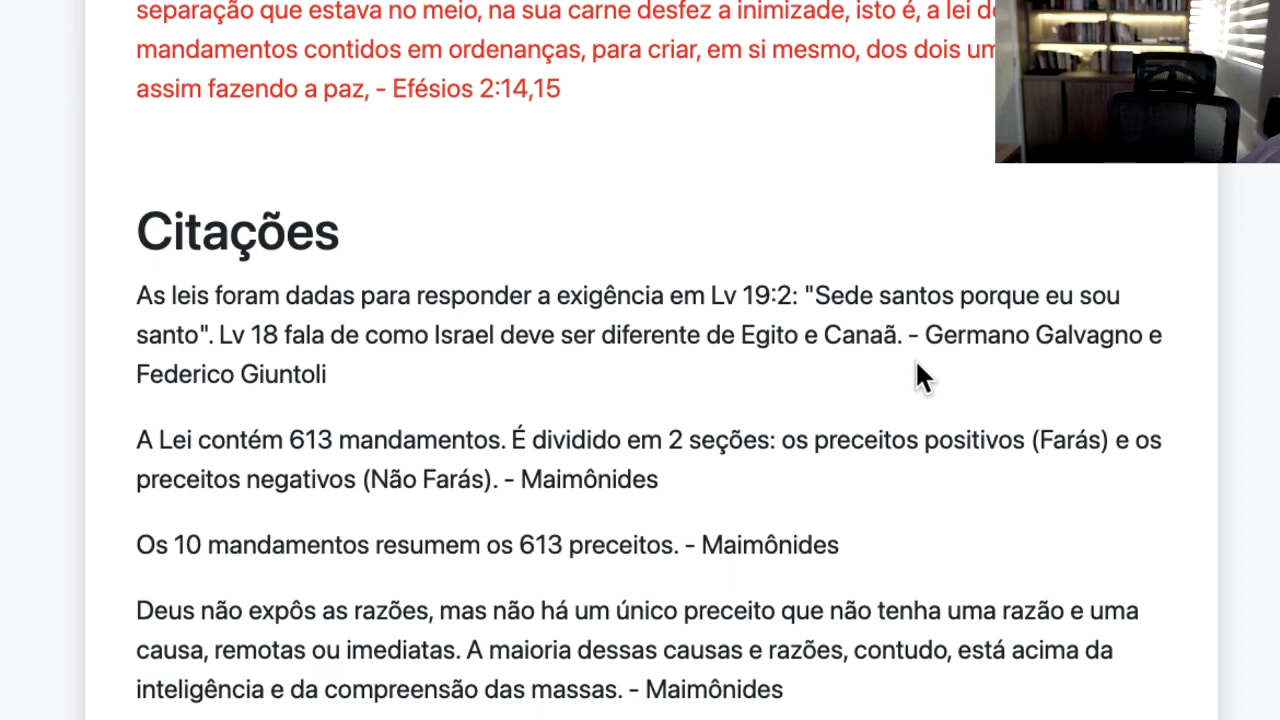 separação que estava no meio, na sua carne desfez a inimizade, isto é, a lei
mandamentos contidos em ordenanças, para criar, em si mesmo, dos dois um
assim fazendo a paz, - Efésios 2:14,15
Citações
As leis foram dadas para responder a exigência em Lv 19:2: "Sede santos porque eu sou
santo". Lv 18 fala de como Israel deve ser diferente de Egito e Canaã. - Germano Galvagno e
Federico Giuntoli
A Lei contém 613 mandamentos. É dividido em 2 seções: os preceitos positivos (Farás) e os
preceitos negativos (Não Farás). - Maimônides
Os 10 mandamentos resumem os 613 preceitos. - Maimônides
Deus não expôs as razões, mas não há um único preceito que não tenha uma razão e uma
causa, remotas ou imediatas. A maioria dessas causas e razões, contudo, está acima da
inteligência e da compreensão das massas. - Maimônides